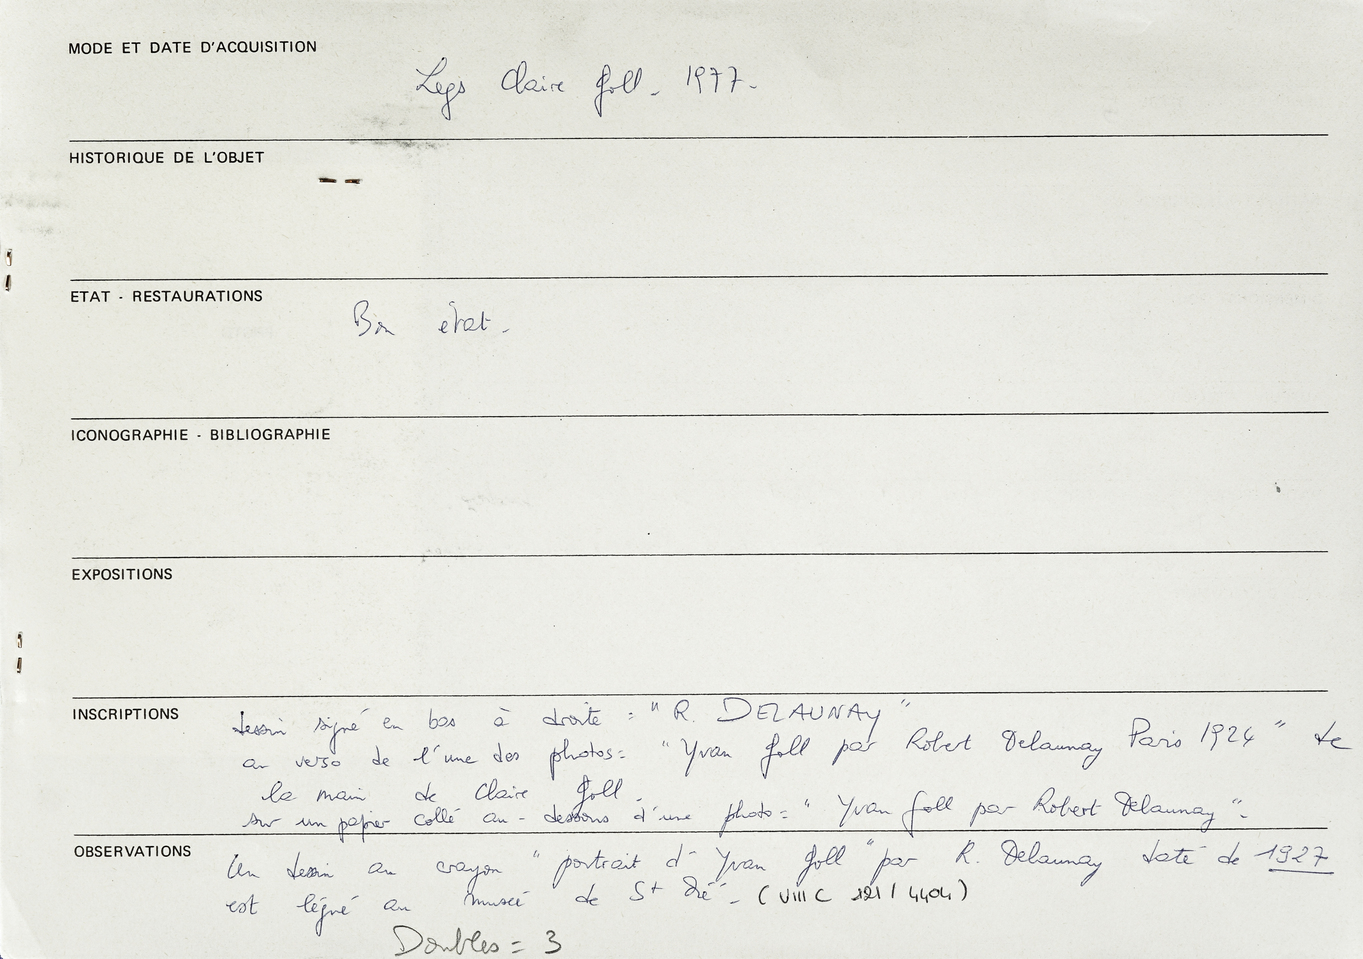 MODE ET DATE D'ACQUISITION
Legs Claire Goll - 1977 -
HISTORIQUE DE L'OBJET
ETAT - RESTAURATIONS
Bon état -
ICONOGRAPHIE - BIBLIOGRAPHIE
EXPOSITIONS
INSCRIPTIONS
dessin signé en bas à droite : " R. DELAUNAY "
au verso de l'une des photos : " Yvan Goll par Robert Delaunay Paris 1924 " de
la main de Claire Goll -
sur un papier collé au-dessous d'une photo : " Yvan Goll par Robert Delaunay " -
OBSERVATIONS
Un dessin au crayon " portrait d'Yvan Goll " par R. Delaunay daté de 1927
est légué au musée de St Dié - ( VIII C 121 / 4404 )
Doubles = 3